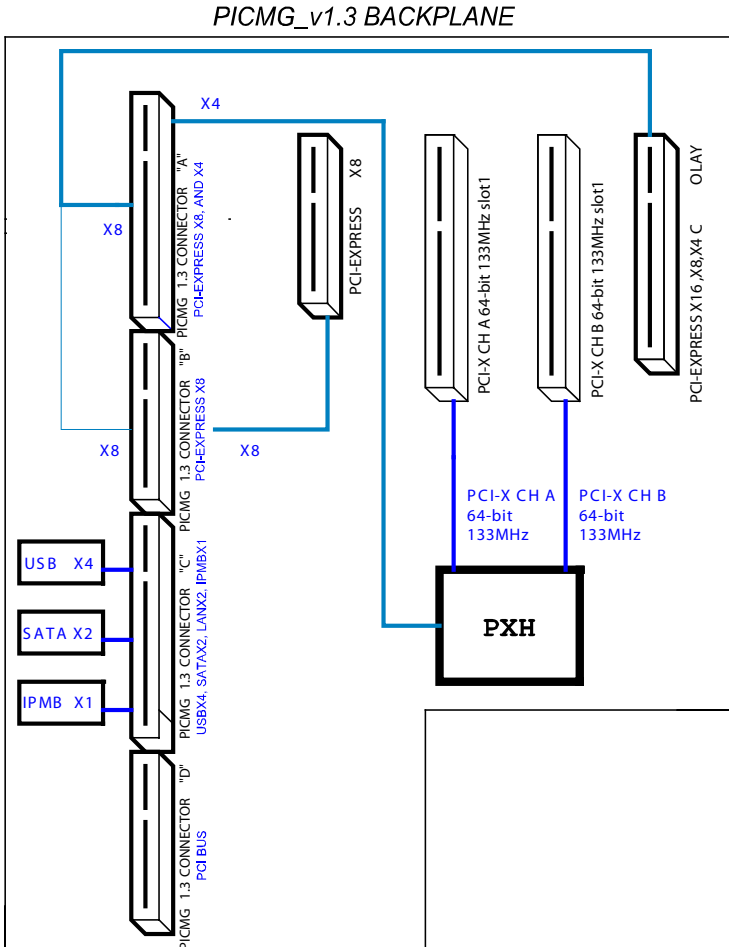 PICMG_v1.3 BACKPLANE
X4
X8
PICMG 1.3 CONNECTOR "A"
PCI-EXPRESS X8, AND X4
PCI-EXPRESS X8
PCI-X CH A 64-bit 133MHz slot1
PCI-X CH B 64-bit 133MHz slot1
PCI-EXPRESS X16 ,X8,X4 C OLAY
X8
PICMG 1.3 CONNECTOR "B"
PCI-EXPRESS X8
X8
PCI-X CH A
64-bit
133MHz
PCI-X CH B
64-bit
133MHz
USB X4
SATA X2
IPMB X1
PICMG 1.3 CONNECTOR "C"
USBX4, SATAX2, LANX2, IPMBX1
PXH
PICMG 1.3 CONNECTOR "D"
PCI BUS